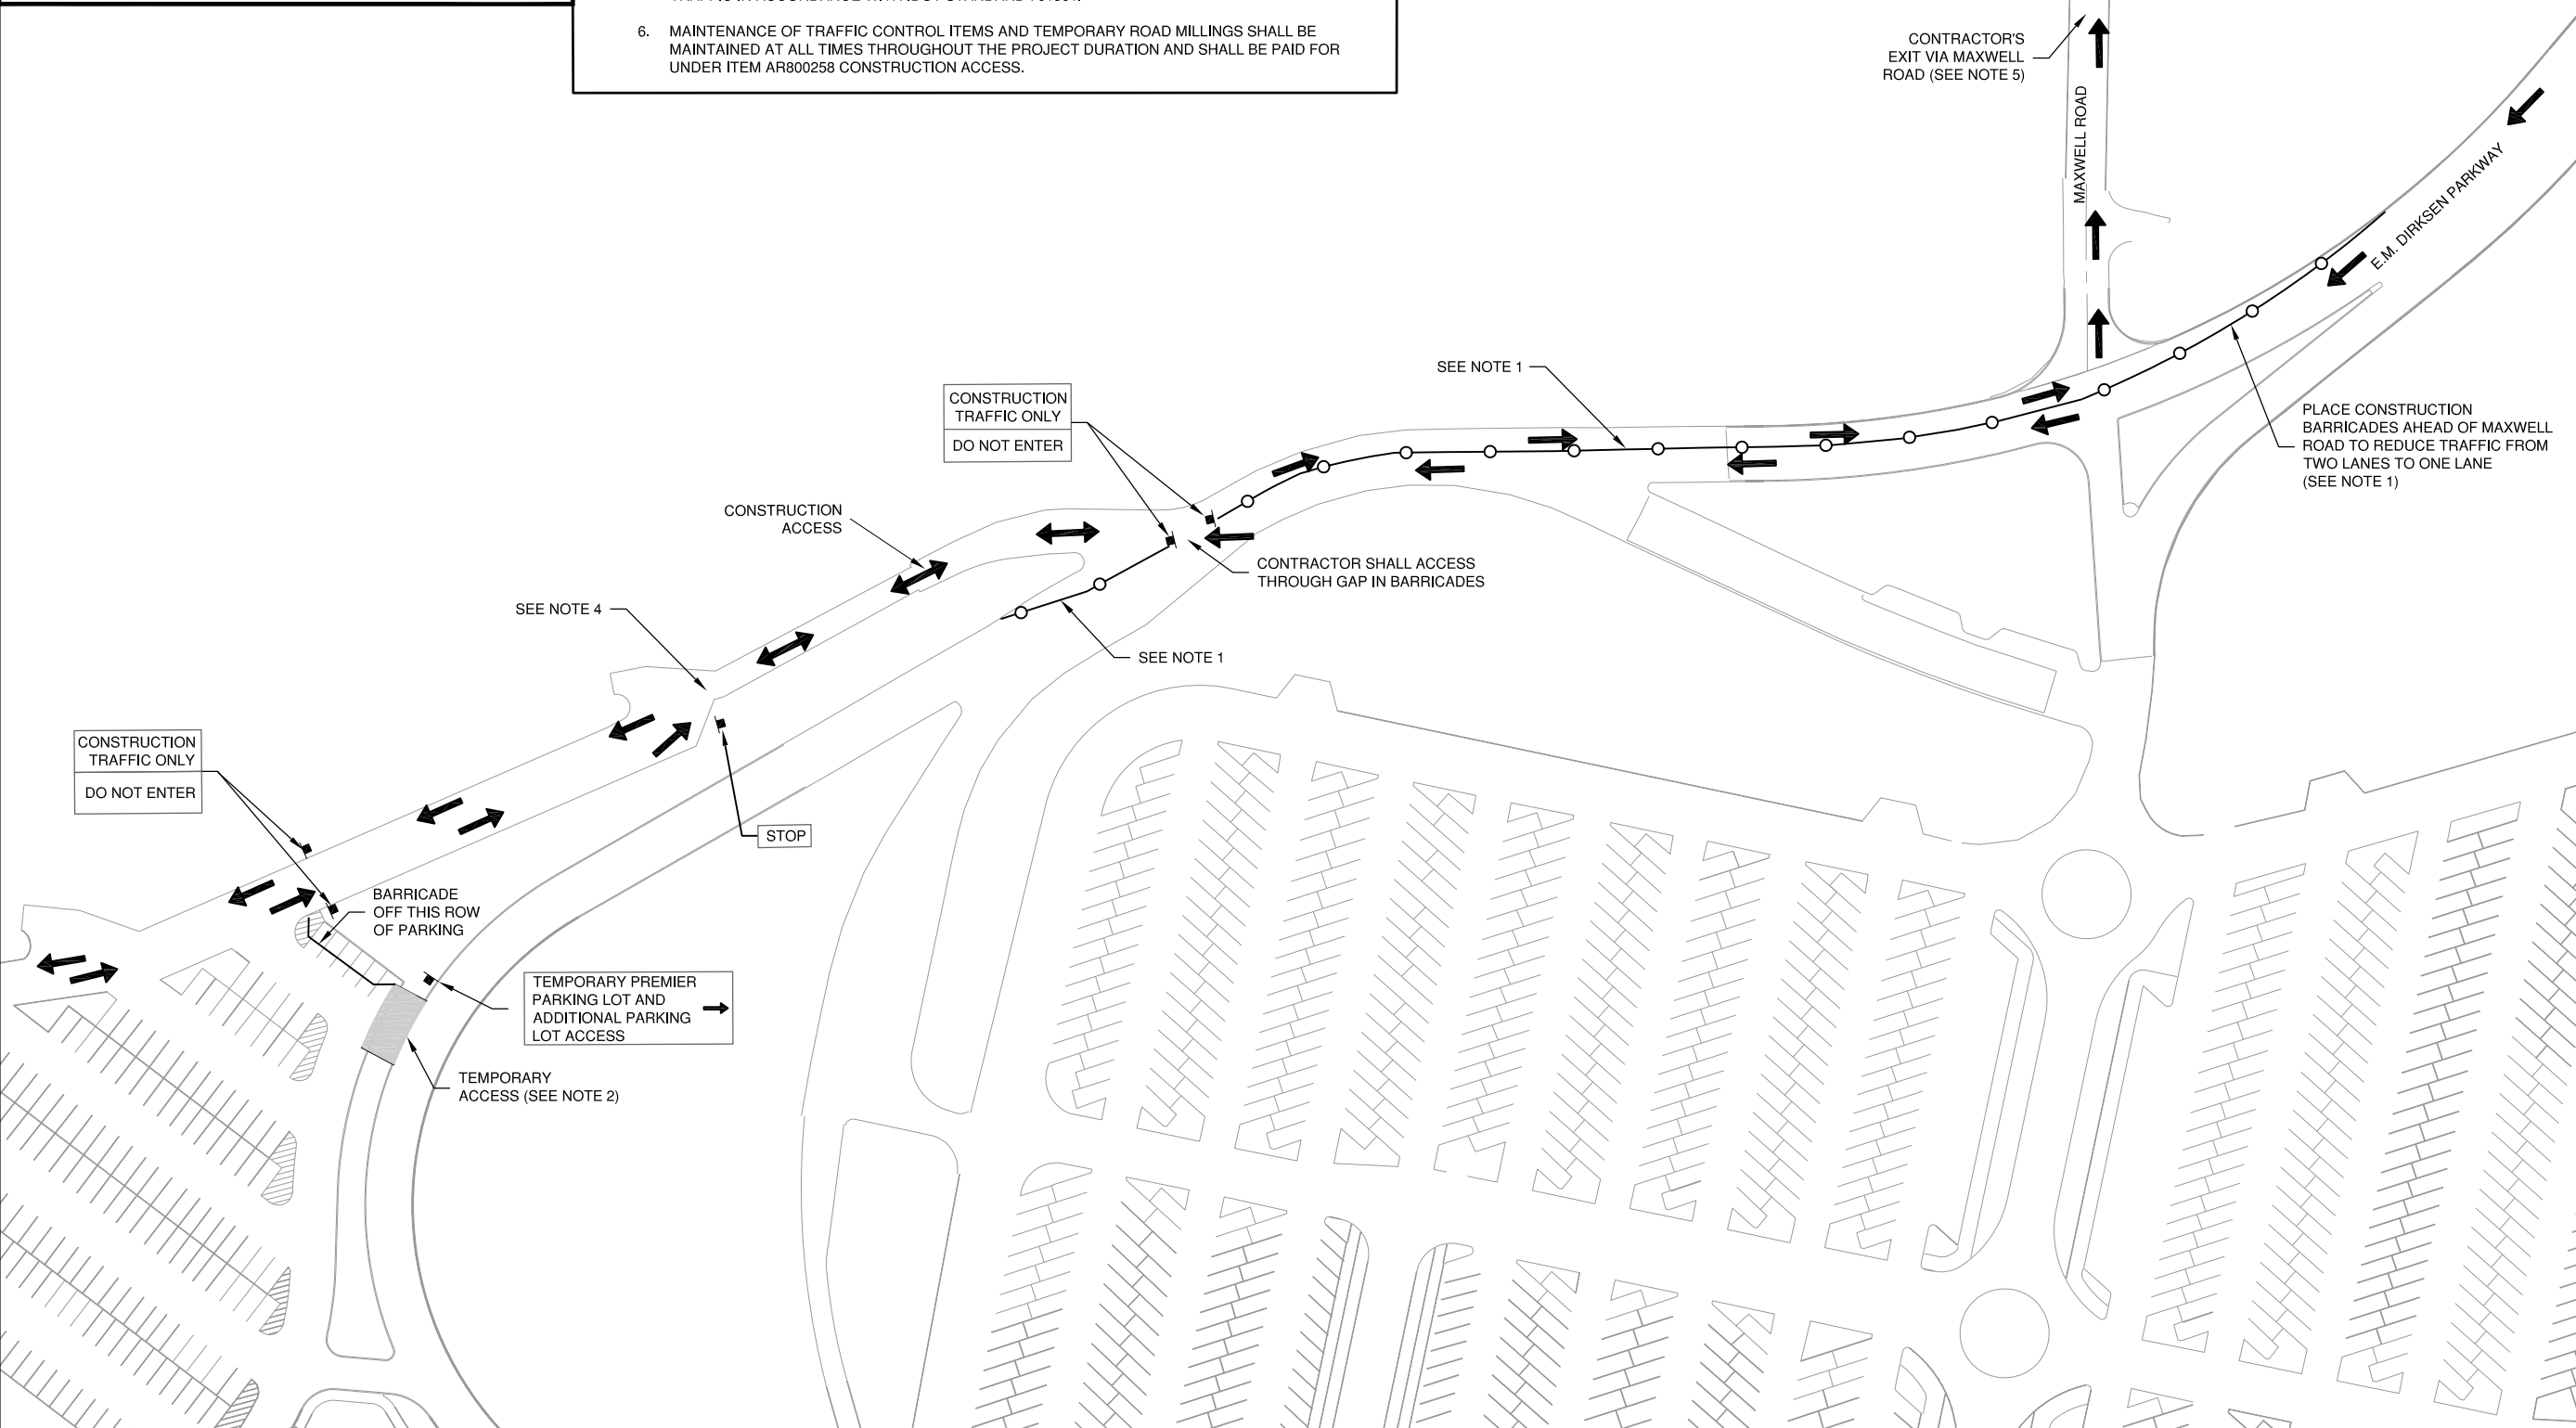 6. MAINTENANCE OF TRAFFIC CONTROL ITEMS AND TEMPORARY ROAD MILLINGS SHALL BE
MAINTAINED AT ALL TIMES THROUGHOUT THE PROJECT DURATION AND SHALL BE PAID FOR
UNDER ITEM AR800258 CONSTRUCTION ACCESS.
CONTRACTOR'S
EXIT VIA MAXWELL
ROAD (SEE NOTE 5)
MAXWELL ROAD
E.M. DIRKSEN PARKWAY
SEE NOTE 1
CONSTRUCTION
TRAFFIC ONLY
DO NOT ENTER
PLACE CONSTRUCTION
BARRICADES AHEAD OF MAXWELL
ROAD TO REDUCE TRAFFIC FROM
TWO LANES TO ONE LANE
(SEE NOTE 1)
CONSTRUCTION
ACCESS
CONTRACTOR SHALL ACCESS
THROUGH GAP IN BARRICADES
SEE NOTE 4
SEE NOTE 1
CONSTRUCTION
TRAFFIC ONLY
DO NOT ENTER
STOP
BARRICADE
OFF THIS ROW
OF PARKING
TEMPORARY PREMIER
PARKING LOT AND
ADDITIONAL PARKING
LOT ACCESS
TEMPORARY
ACCESS (SEE NOTE 2)